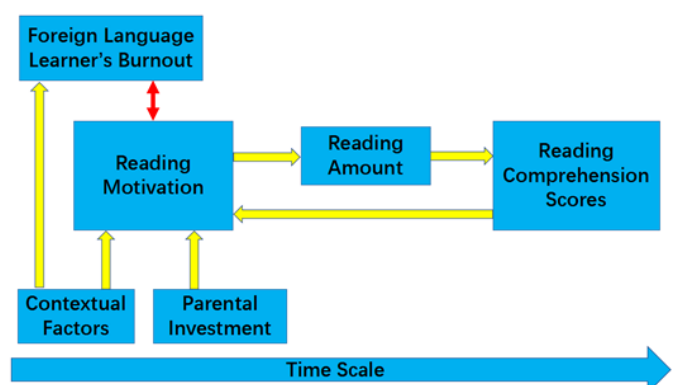 Foreign Language
Learner's Burnout
Reading
Motivation
Reading
Amount
Reading
Comprehension
Scores
Contextual
Factors
Parental
Investment
Time Scale